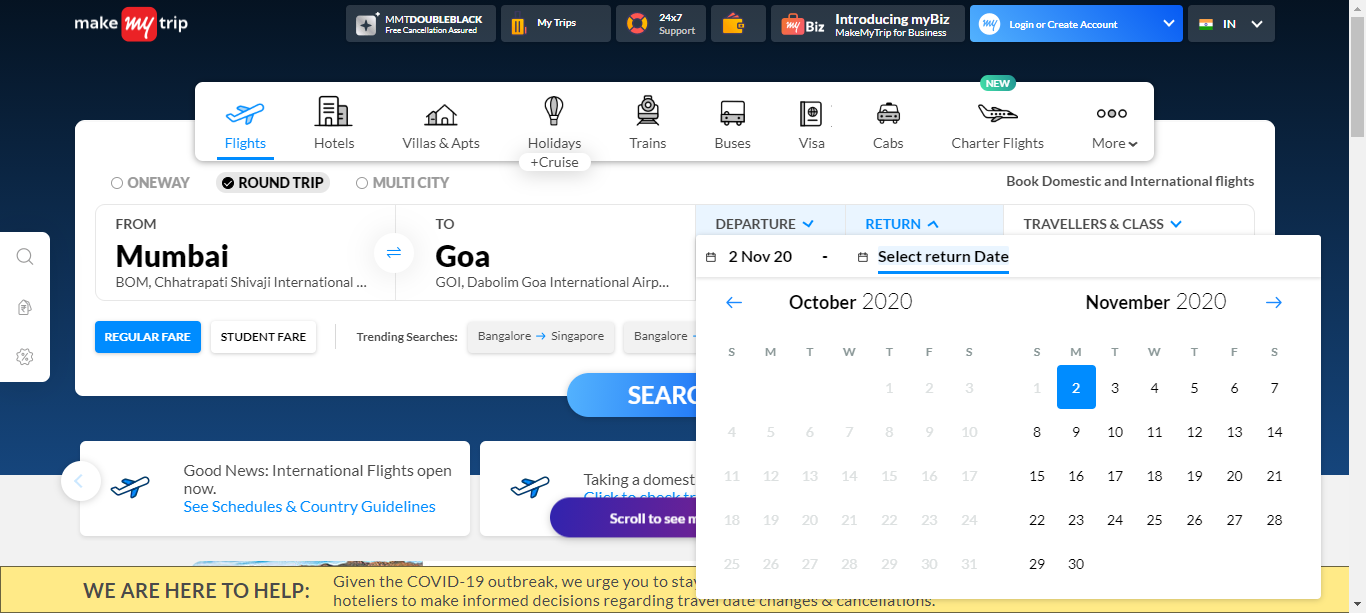 make my trip
MMTDOUBLEBLACK
Free Cancellation Assured
My Trips
24x7
Support
my Biz
Introducing myBiz
MakeMyTrip for Business
my
Login or Create Account
IN
NEW
Flights
Hotels
Villas & Apts
Holidays
Trains
Buses
Visa
Cabs
Charter Flights
More
+Cruise
ONEWAY
ROUND TRIP
MULTI CITY
Book Domestic and International flights
FROM
Mumbai
BOM, Chhatrapati Shivaji International ...
TO
Goa
GOI, Dabolim Goa International Airp...
DEPARTURE
RETURN
TRAVELLERS & CLASS
2 Nov 20 - Select return Date
REGULAR FARE
STUDENT FARE
Trending Searches:
Bangalore → Singapore
Bangalore
SEARC
October 2020
S M T W T F S
1 2 3
4 5 6 7 8 9 10
11 12 13 14 15 16 17
18 19 20 21 22 23 24
25 26 27 28 29 30 31
November 2020
S M T W T F S
1 2 3 4 5 6 7
8 9 10 11 12 13 14
15 16 17 18 19 20 21
22 23 24 25 26 27 28
29 30
Good News: International Flights open
now.
See Schedules & Country Guidelines
Taking a domest
Click to check tr
Scroll to see m
WE ARE HERE TO HELP:
Given the COVID-19 outbreak, we urge you to stay
hoteliers to make informed decisions regarding travel date changes & cancellations.